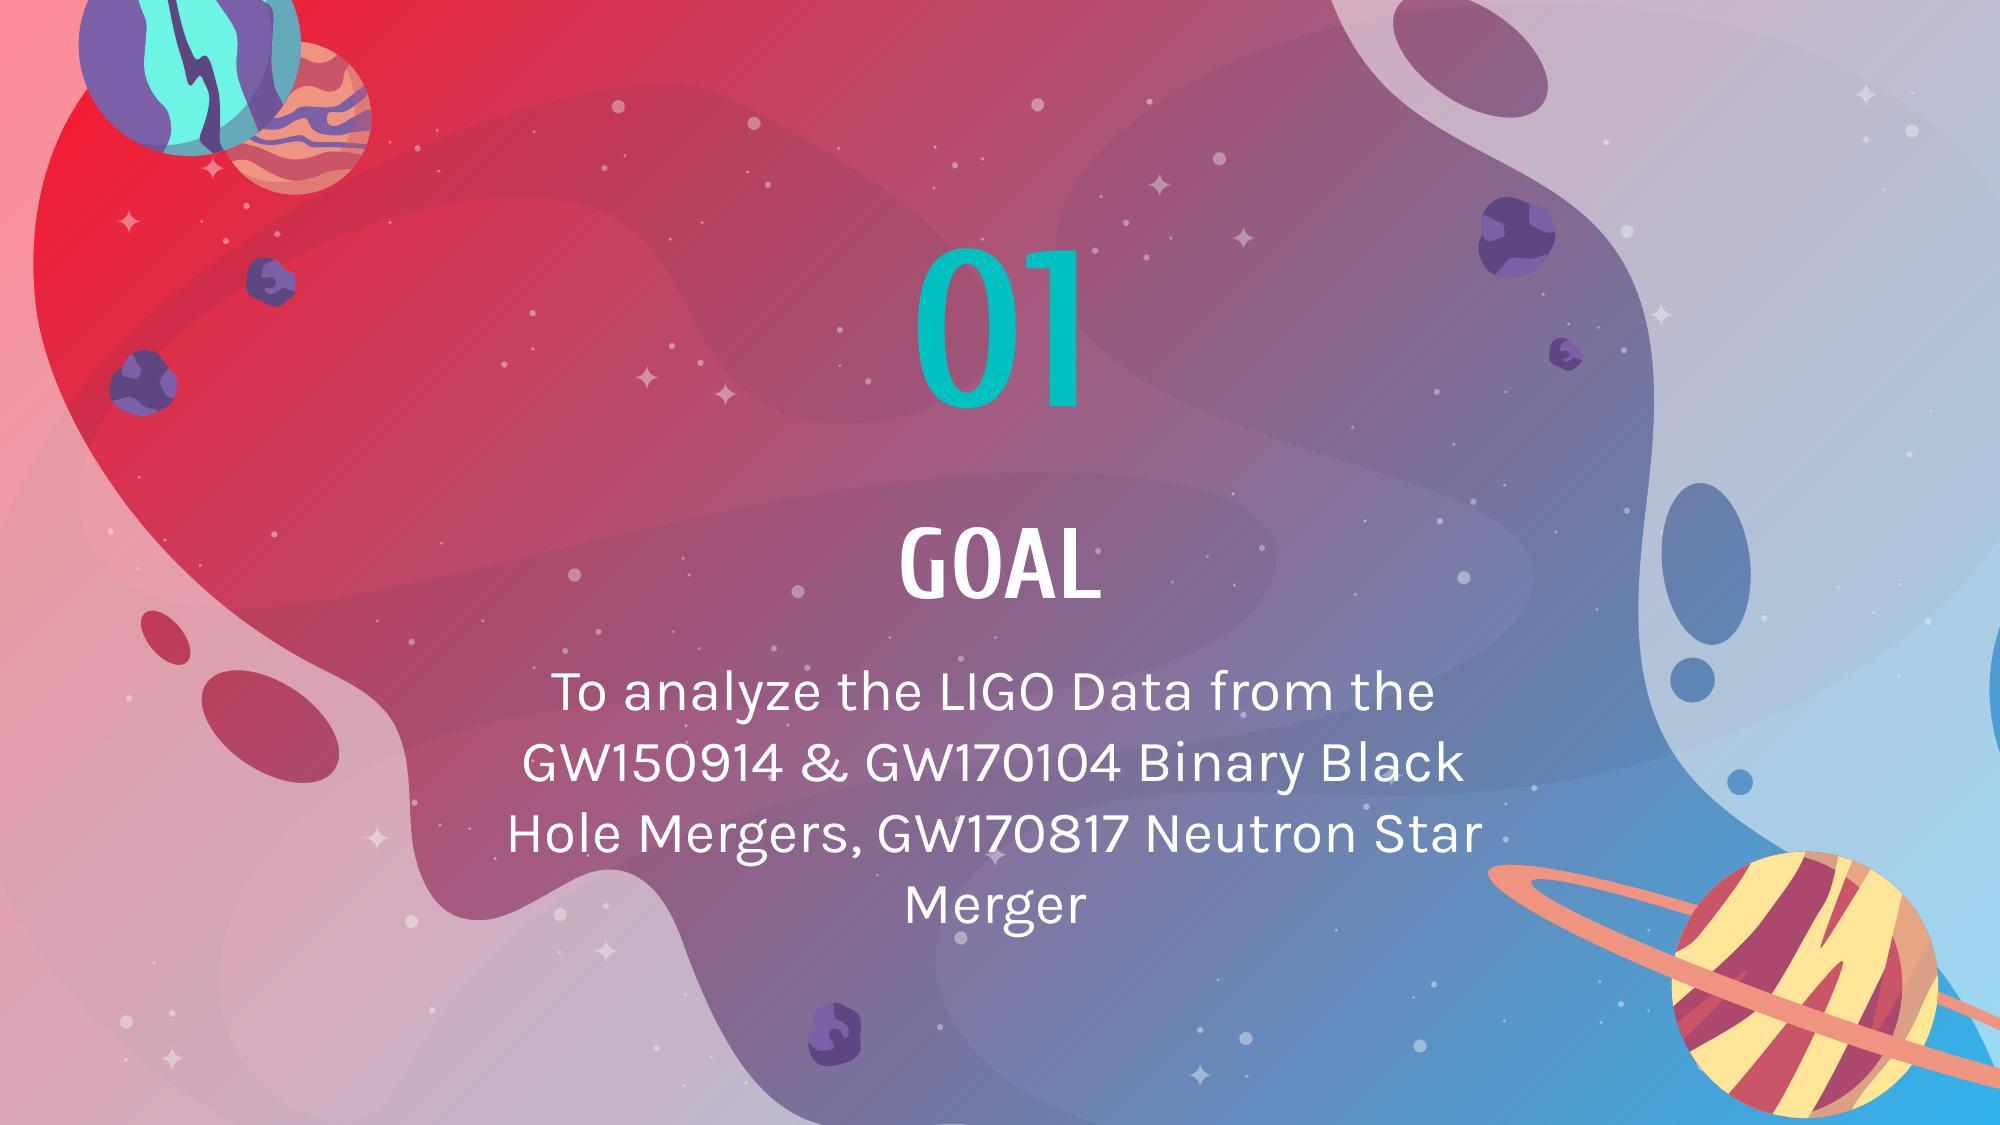 01
GOAL
To analyze the LIGO Data from the
GW150914 & GW170104 Binary Black
Hole Mergers, GW170817 Neutron Star
Merger